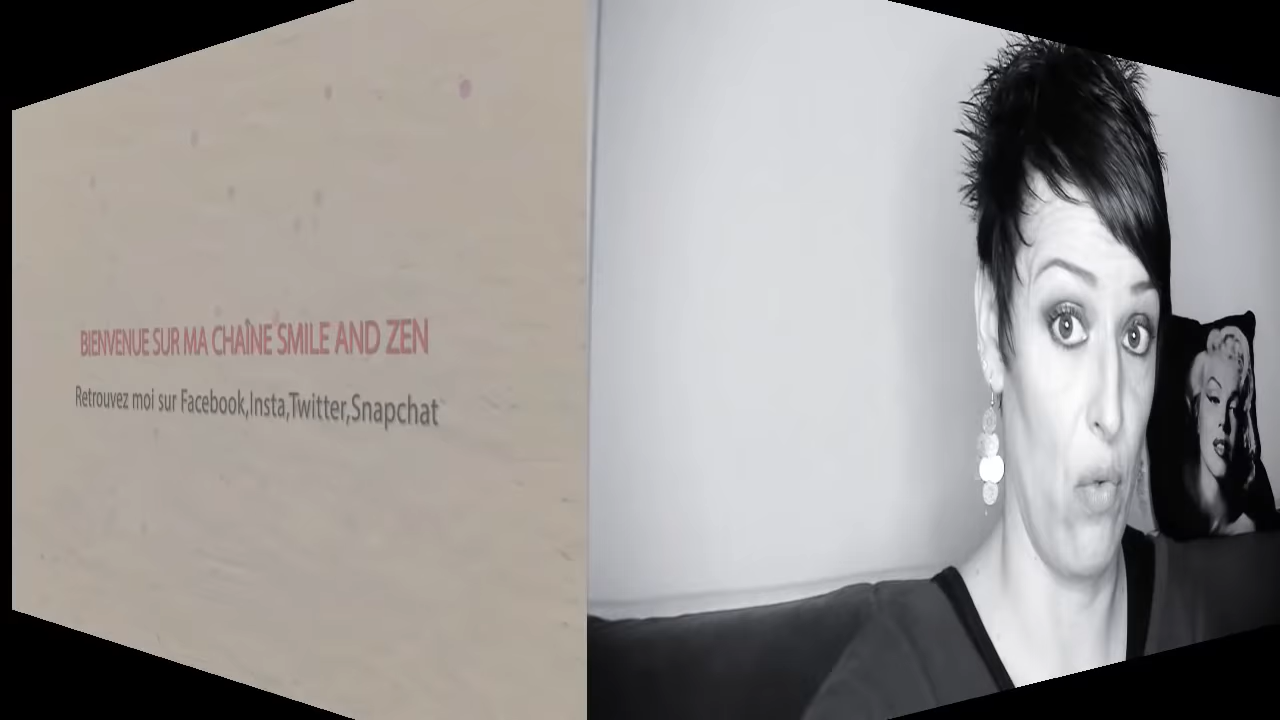 BIENVENUE SUR MA CHAÎNE SMILE AND ZEN
Retrouvez moi sur Facebook,Insta,Twitter,Snapchat